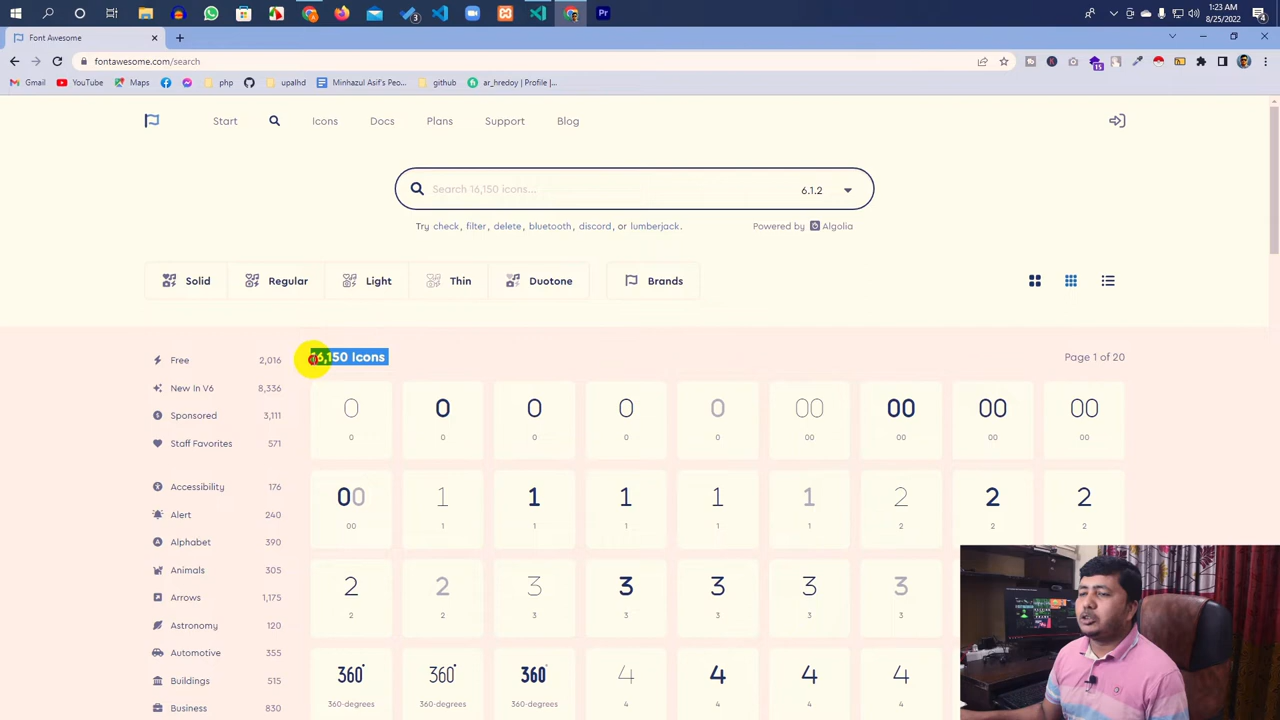 1:23 AM
8/25/2022
Font Awesome
fontawesome.com/search
Gmail YouTube Maps php upalhd Minhazul Asif's Peo... github ar_hredoy | Profile |...
Start Icons Docs Plans Support Blog
Search 16,150 icons... 6.1.2
Try check, filter, delete, bluetooth, discord, or lumberjack. Powered by Algolia
Solid Regular Light Thin Duotone Brands
Free 2,016
New In V6 8,336
Sponsored 3,111
Staff Favorites 571
Accessibility 176
Alert 240
Alphabet 390
Animals 305
Arrows 1,175
Astronomy 120
Automotive 355
Buildings 515
Business 830
16,150 Icons Page 1 of 20
0 0 0 0 0 00 00 00 00
0 0 0 0 0 00 00 00 00
00 1 1 1 1 1 2 2 2
00 1 1 1 1 1 2 2 2
2 2 3 3 3 3 3
2 2 3 3 3 3 3
360° 360° 360° 4 4 4 4
360-degrees 360-degrees 360-degrees 4 4 4 4